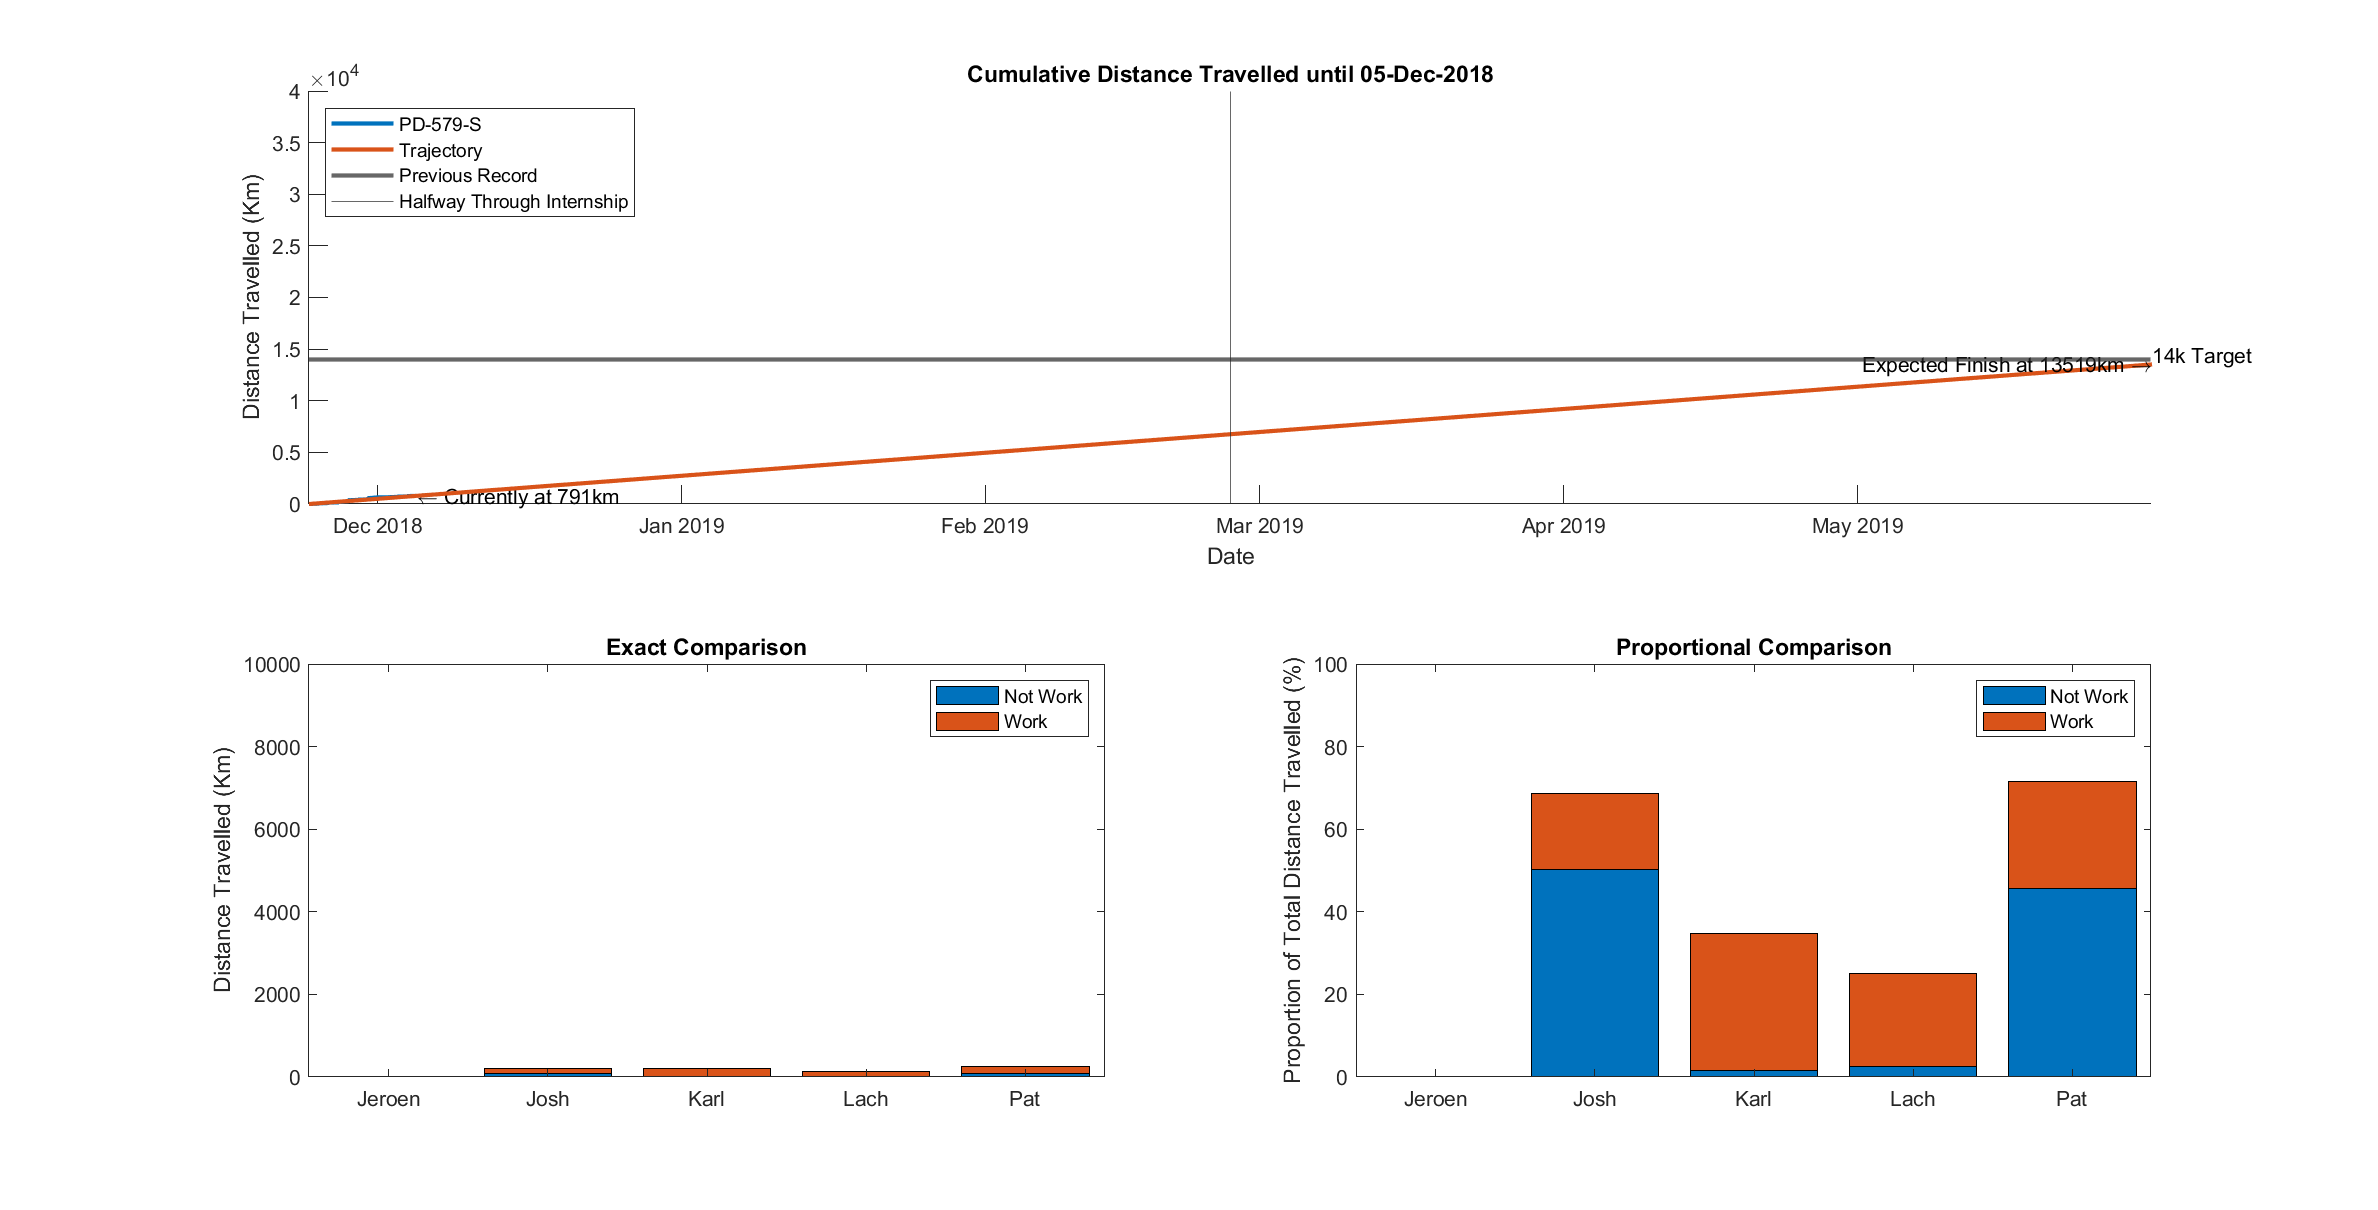 Cumulative Distance Travelled until 05-Dec-2018
×10^4
4
3.5
3
2.5
2
1.5
1
0.5
0
Distance Travelled (Km)
PD-579-S
Trajectory
Previous Record
Halfway Through Internship
14k Target
Expected Finish at 13519km →
← Currently at 791km
Dec 2018 Jan 2019 Feb 2019 Mar 2019 Apr 2019 May 2019
Date
Exact Comparison
10000
8000
6000
4000
2000
0
Distance Travelled (Km)
Not Work
Work
Jeroen Josh Karl Lach Pat
Proportional Comparison
100
80
60
40
20
0
Proportion of Total Distance Travelled (%)
Not Work
Work
Jeroen Josh Karl Lach Pat